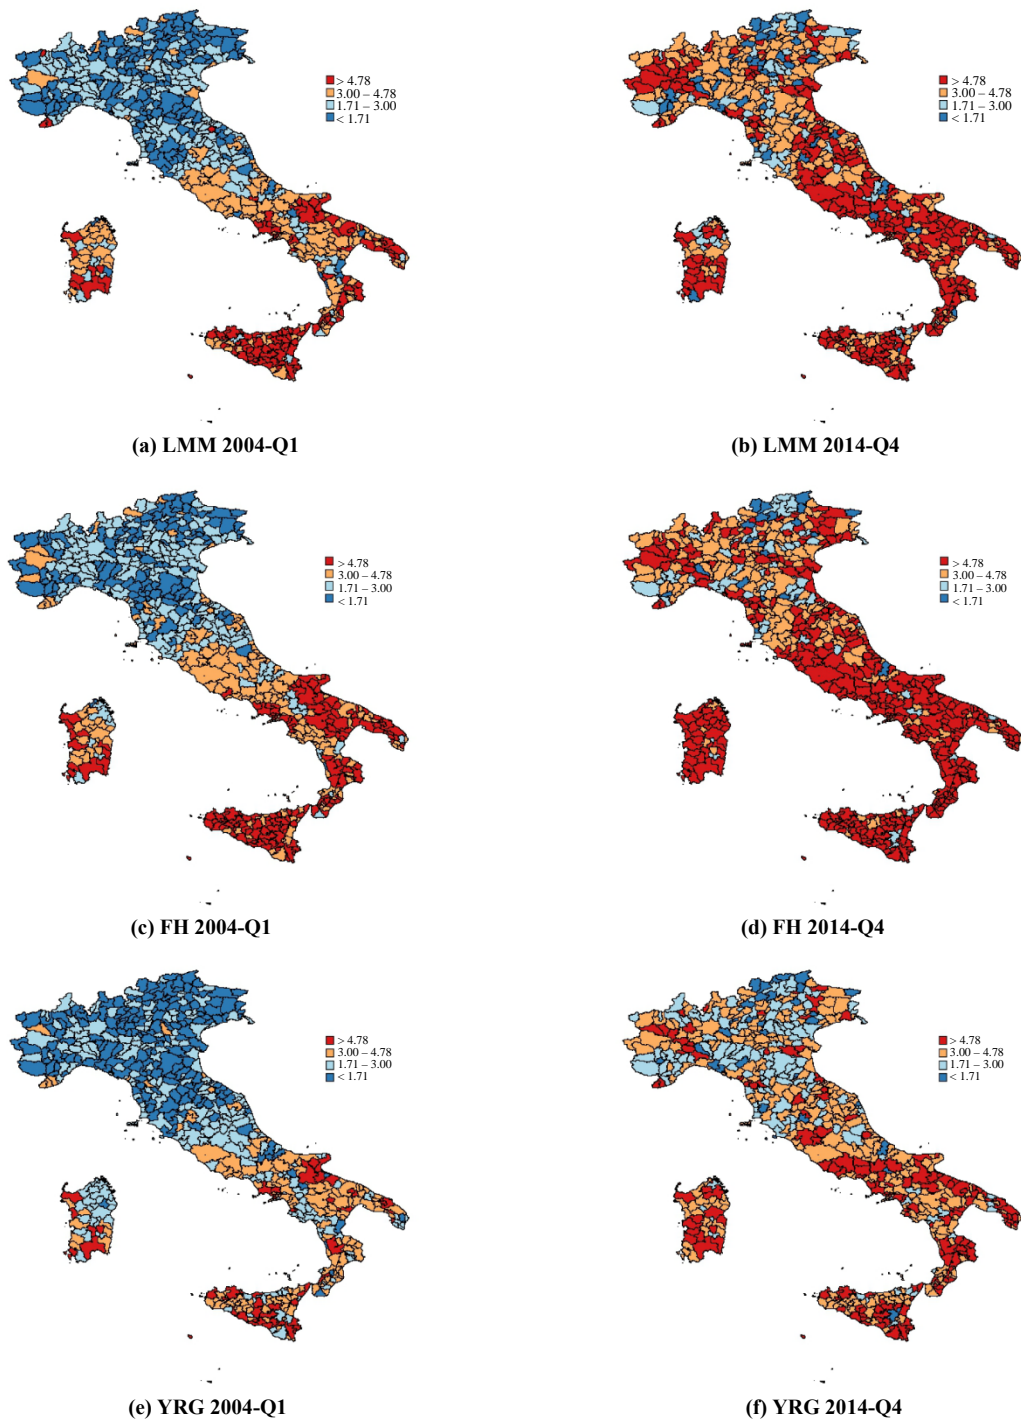 > 4.78
3.00 – 4.78
1.71 – 3.00
< 1.71
> 4.78
3.00 – 4.78
1.71 – 3.00
< 1.71
(a) LMM 2004-Q1
(b) LMM 2014-Q4
> 4.78
3.00 – 4.78
1.71 – 3.00
< 1.71
> 4.78
3.00 – 4.78
1.71 – 3.00
< 1.71
(c) FH 2004-Q1
(d) FH 2014-Q4
> 4.78
3.00 – 4.78
1.71 – 3.00
< 1.71
> 4.78
3.00 – 4.78
1.71 – 3.00
< 1.71
(e) YRG 2004-Q1
(f) YRG 2014-Q4